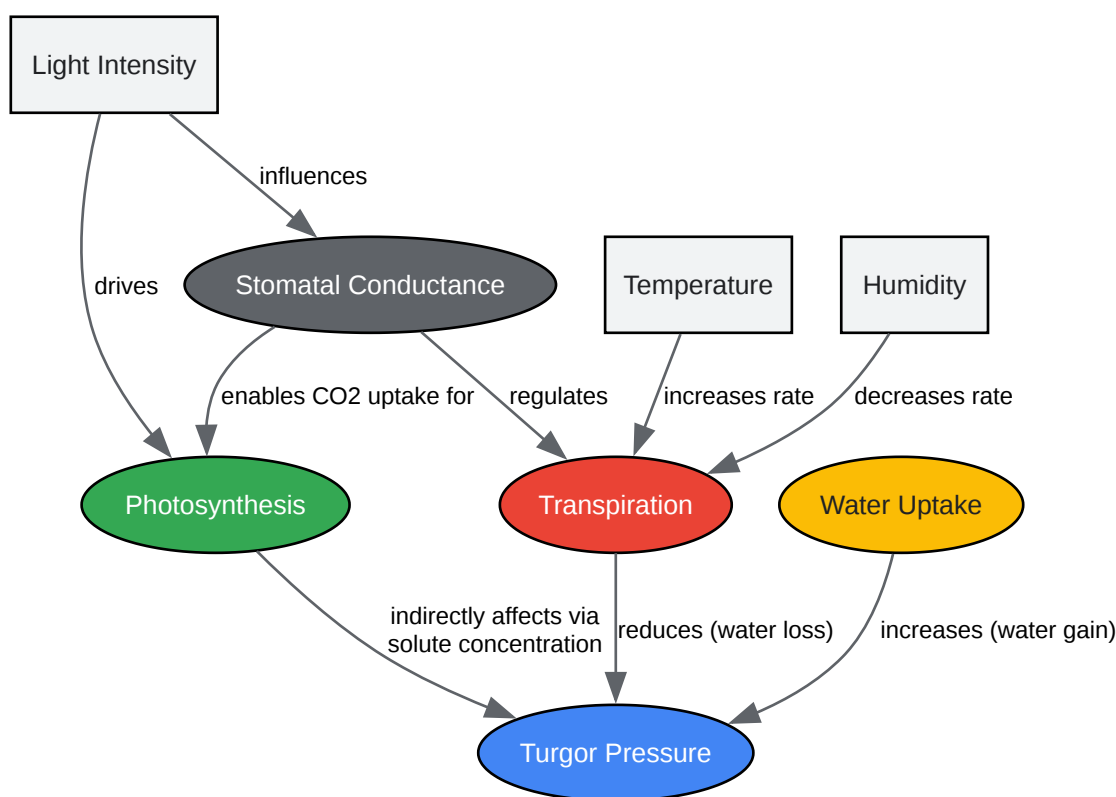 Light Intensity
influences
Stomatal Conductance
Temperature
Humidity
drives
enables CO2 uptake for
regulates
increases rate
decreases rate
Photosynthesis
Transpiration
Water Uptake
indirectly affects via
solute concentration
reduces (water loss)
increases (water gain)
Turgor Pressure